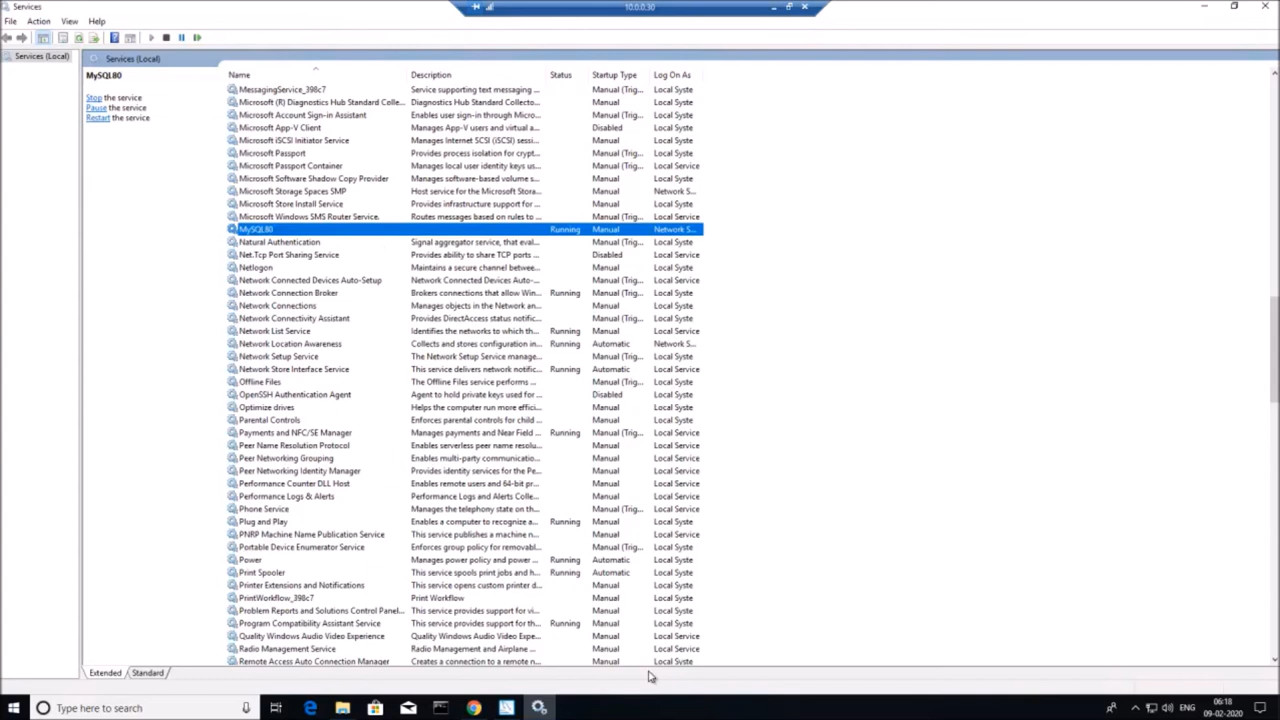 Services
10.0.0.30
File Action View Help
Services (Local)
Services (Local)
MySQL80
Stop the service
Pause the service
Restart the service
Name Description Status Startup Type Log On As
MessagingService_398c7 Service supporting text messaging ... Manual (Trig... Local Syste
Microsoft (R) Diagnostics Hub Standard Colle... Diagnostics Hub Standard Collecto... Manual Local Syste
Microsoft Account Sign-in Assistant Enables user sign-in through Micro... Manual (Trig... Local Syste
Microsoft App-V Client Manages App-V users and virtual a... Disabled Local Syste
Microsoft iSCSI Initiator Service Manages Internet SCSI (iSCSI) sessi... Manual Local Syste
Microsoft Passport Provides process isolation for crypt... Manual (Trig... Local Syste
Microsoft Passport Container Manages local user identity keys us... Manual (Trig... Local Service
Microsoft Software Shadow Copy Provider Manages software-based volume s... Manual Local Syste
Microsoft Storage Spaces SMP Host service for the Microsoft Stora... Manual Network S...
Microsoft Store Install Service Provides infrastructure support for ... Manual Local Syste
Microsoft Windows SMS Router Service. Routes messages based on rules to ... Manual (Trig... Local Service
MySQL80 Running Manual Network S...
Natural Authentication Signal aggregator service, that eval... Manual (Trig... Local Syste
Net.Tcp Port Sharing Service Provides ability to share TCP ports ... Disabled Local Service
Netlogon Maintains a secure channel betwee... Manual Local Syste
Network Connected Devices Auto-Setup Network Connected Devices Auto-... Manual (Trig... Local Service
Network Connection Broker Brokers connections that allow Win... Running Manual (Trig... Local Syste
Network Connections Manages objects in the Network an... Manual Local Syste
Network Connectivity Assistant Provides DirectAccess status notific... Manual (Trig... Local Syste
Network List Service Identifies the networks to which th... Running Manual Local Service
Network Location Awareness Collects and stores configuration in... Running Automatic Network S...
Network Setup Service The Network Setup Service manage... Manual (Trig... Local Syste
Network Store Interface Service This service delivers network notific... Running Automatic Local Service
Offline Files The Offline Files service performs ... Manual (Trig... Local Syste
OpenSSH Authentication Agent Agent to hold private keys used for ... Disabled Local Syste
Optimize drives Helps the computer run more effici... Manual Local Syste
Parental Controls Enforces parental controls for child ... Manual Local Syste
Payments and NFC/SE Manager Manages payments and Near Field ... Running Manual (Trig... Local Service
Peer Name Resolution Protocol Enables serverless peer name resolu... Manual Local Service
Peer Networking Grouping Enables multi-party communicatio... Manual Local Service
Peer Networking Identity Manager Provides identity services for the Pe... Manual Local Service
Performance Counter DLL Host Enables remote users and 64-bit pr... Manual Local Service
Performance Logs & Alerts Performance Logs and Alerts Colle... Manual Local Service
Phone Service Manages the telephony state on th... Manual (Trig... Local Service
Plug and Play Enables a computer to recognize a... Running Manual Local Syste
PNRP Machine Name Publication Service This service publishes a machine n... Manual Local Service
Portable Device Enumerator Service Enforces group policy for removabl... Manual (Trig... Local Syste
Power Manages power policy and power ... Running Automatic Local Syste
Print Spooler This service spools print jobs and h... Running Automatic Local Syste
Printer Extensions and Notifications This service opens custom printer d... Manual Local Syste
PrintWorkflow_398c7 Print Workflow Manual Local Syste
Problem Reports and Solutions Control Panel... This service provides support for vi... Manual Local Syste
Program Compatibility Assistant Service This service provides support for th... Running Manual Local Syste
Quality Windows Audio Video Experience Quality Windows Audio Video Expe... Manual Local Service
Radio Management Service Radio Management and Airplane ... Manual Local Service
Remote Access Auto Connection Manager Creates a connection to a remote n... Manual Local Syste
Extended Standard
Type here to search
ENG
06:18
09-02-2020